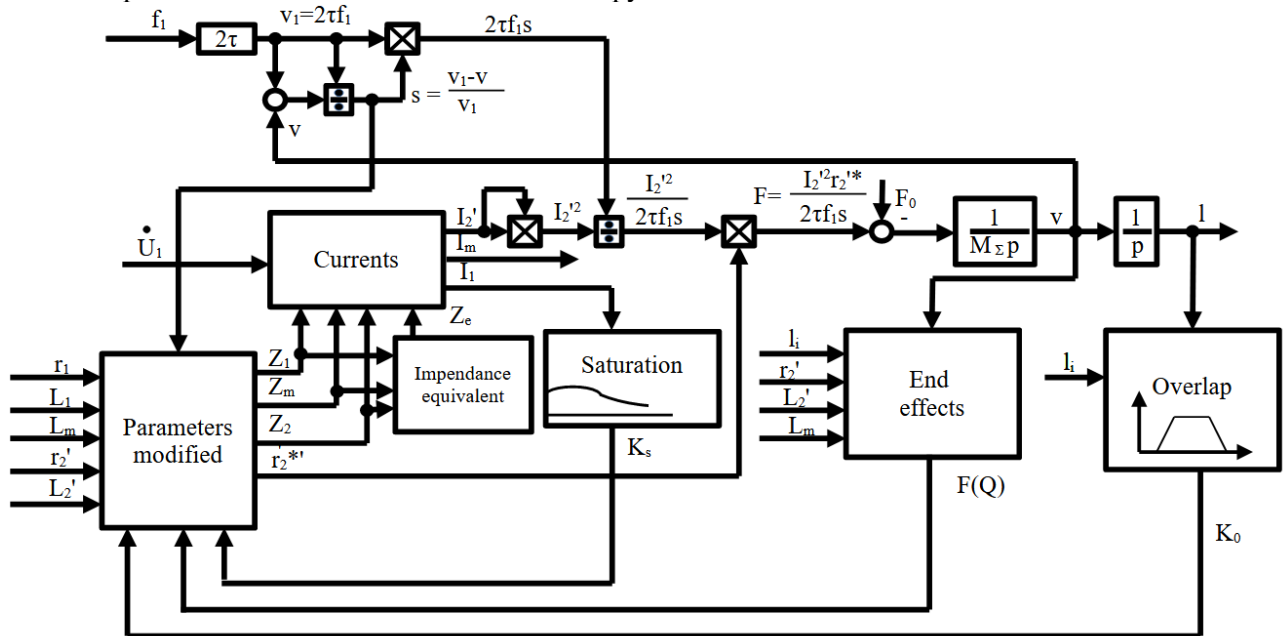 f₁
2τ
v₁=2τf₁
2τf₁s
s = (v₁-v)/v₁
v
U̇₁
Currents
I₂'
Iₘ
I₁
I₂'²
I₂'²/2τf₁s
F= I₂'²r₂'*/2τf₁s
F₀
-
1/M_Σ p
v
1/p
l
r₁
L₁
Lₘ
r₂'
L₂'
Parameters
modified
Z₁
Zₘ
Z₂
r₂*'
Zₑ
Impendance
equivalent
Saturation
Kₛ
lᵢ
r₂'
L₂'
Lₘ
End
effects
F(Q)
lᵢ
Overlap
K₀